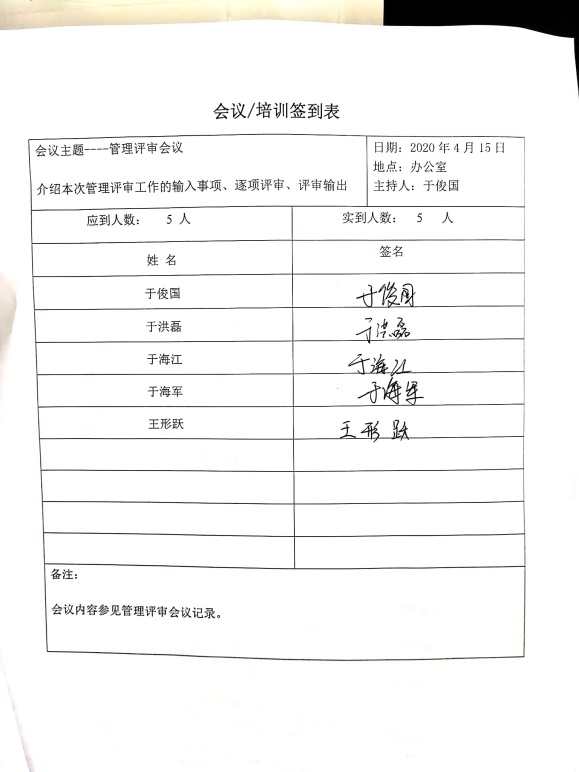 会议/培训签到表
会议主题----管理评审会议
介绍本次管理评审工作的输入事项、逐项评审、评审输出
日期: 2020 年 4 月 15日
地点: 办公室
主持人: 于俊国
应到人数: 5 人 实到人数: 5 人
姓 名 签名
于俊国 于俊国
于洪磊 于洪磊
于海江 于海江
于海军 于海军
王形跃 王形跃
备注:
会议内容参见管理评审会议记录。